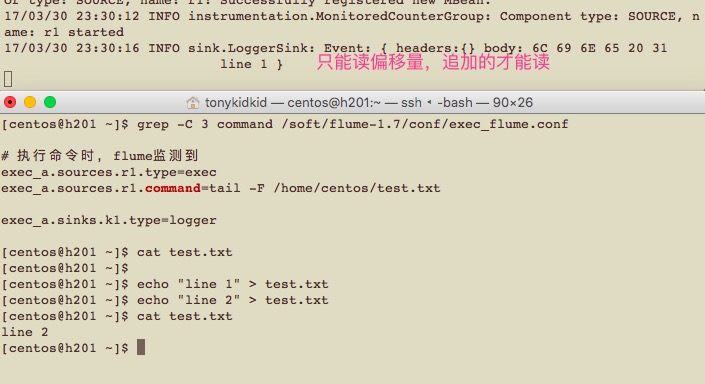 or type: SOURCE, name: r1: Successfully registered new MBean.
17/03/30 23:30:12 INFO instrumentation.MonitoredCounterGroup: Component type: SOURCE, n
ame: r1 started
17/03/30 23:30:16 INFO sink.LoggerSink: Event: { headers:{} body: 6C 69 6E 65 20 31
line 1 }
只能读偏移量，追加的才能读
tonykidkid — centos@h201:~ — ssh ◂ -bash — 90×26
[centos@h201 ~]$ grep -C 3 command /soft/flume-1.7/conf/exec_flume.conf
# 执行命令时, flume监测到
exec_a.sources.r1.type=exec
exec_a.sources.r1.command=tail -F /home/centos/test.txt
exec_a.sinks.k1.type=logger
[centos@h201 ~]$ cat test.txt
[centos@h201 ~]$
[centos@h201 ~]$ echo "line 1" > test.txt
[centos@h201 ~]$ echo "line 2" > test.txt
[centos@h201 ~]$ cat test.txt
line 2
[centos@h201 ~]$